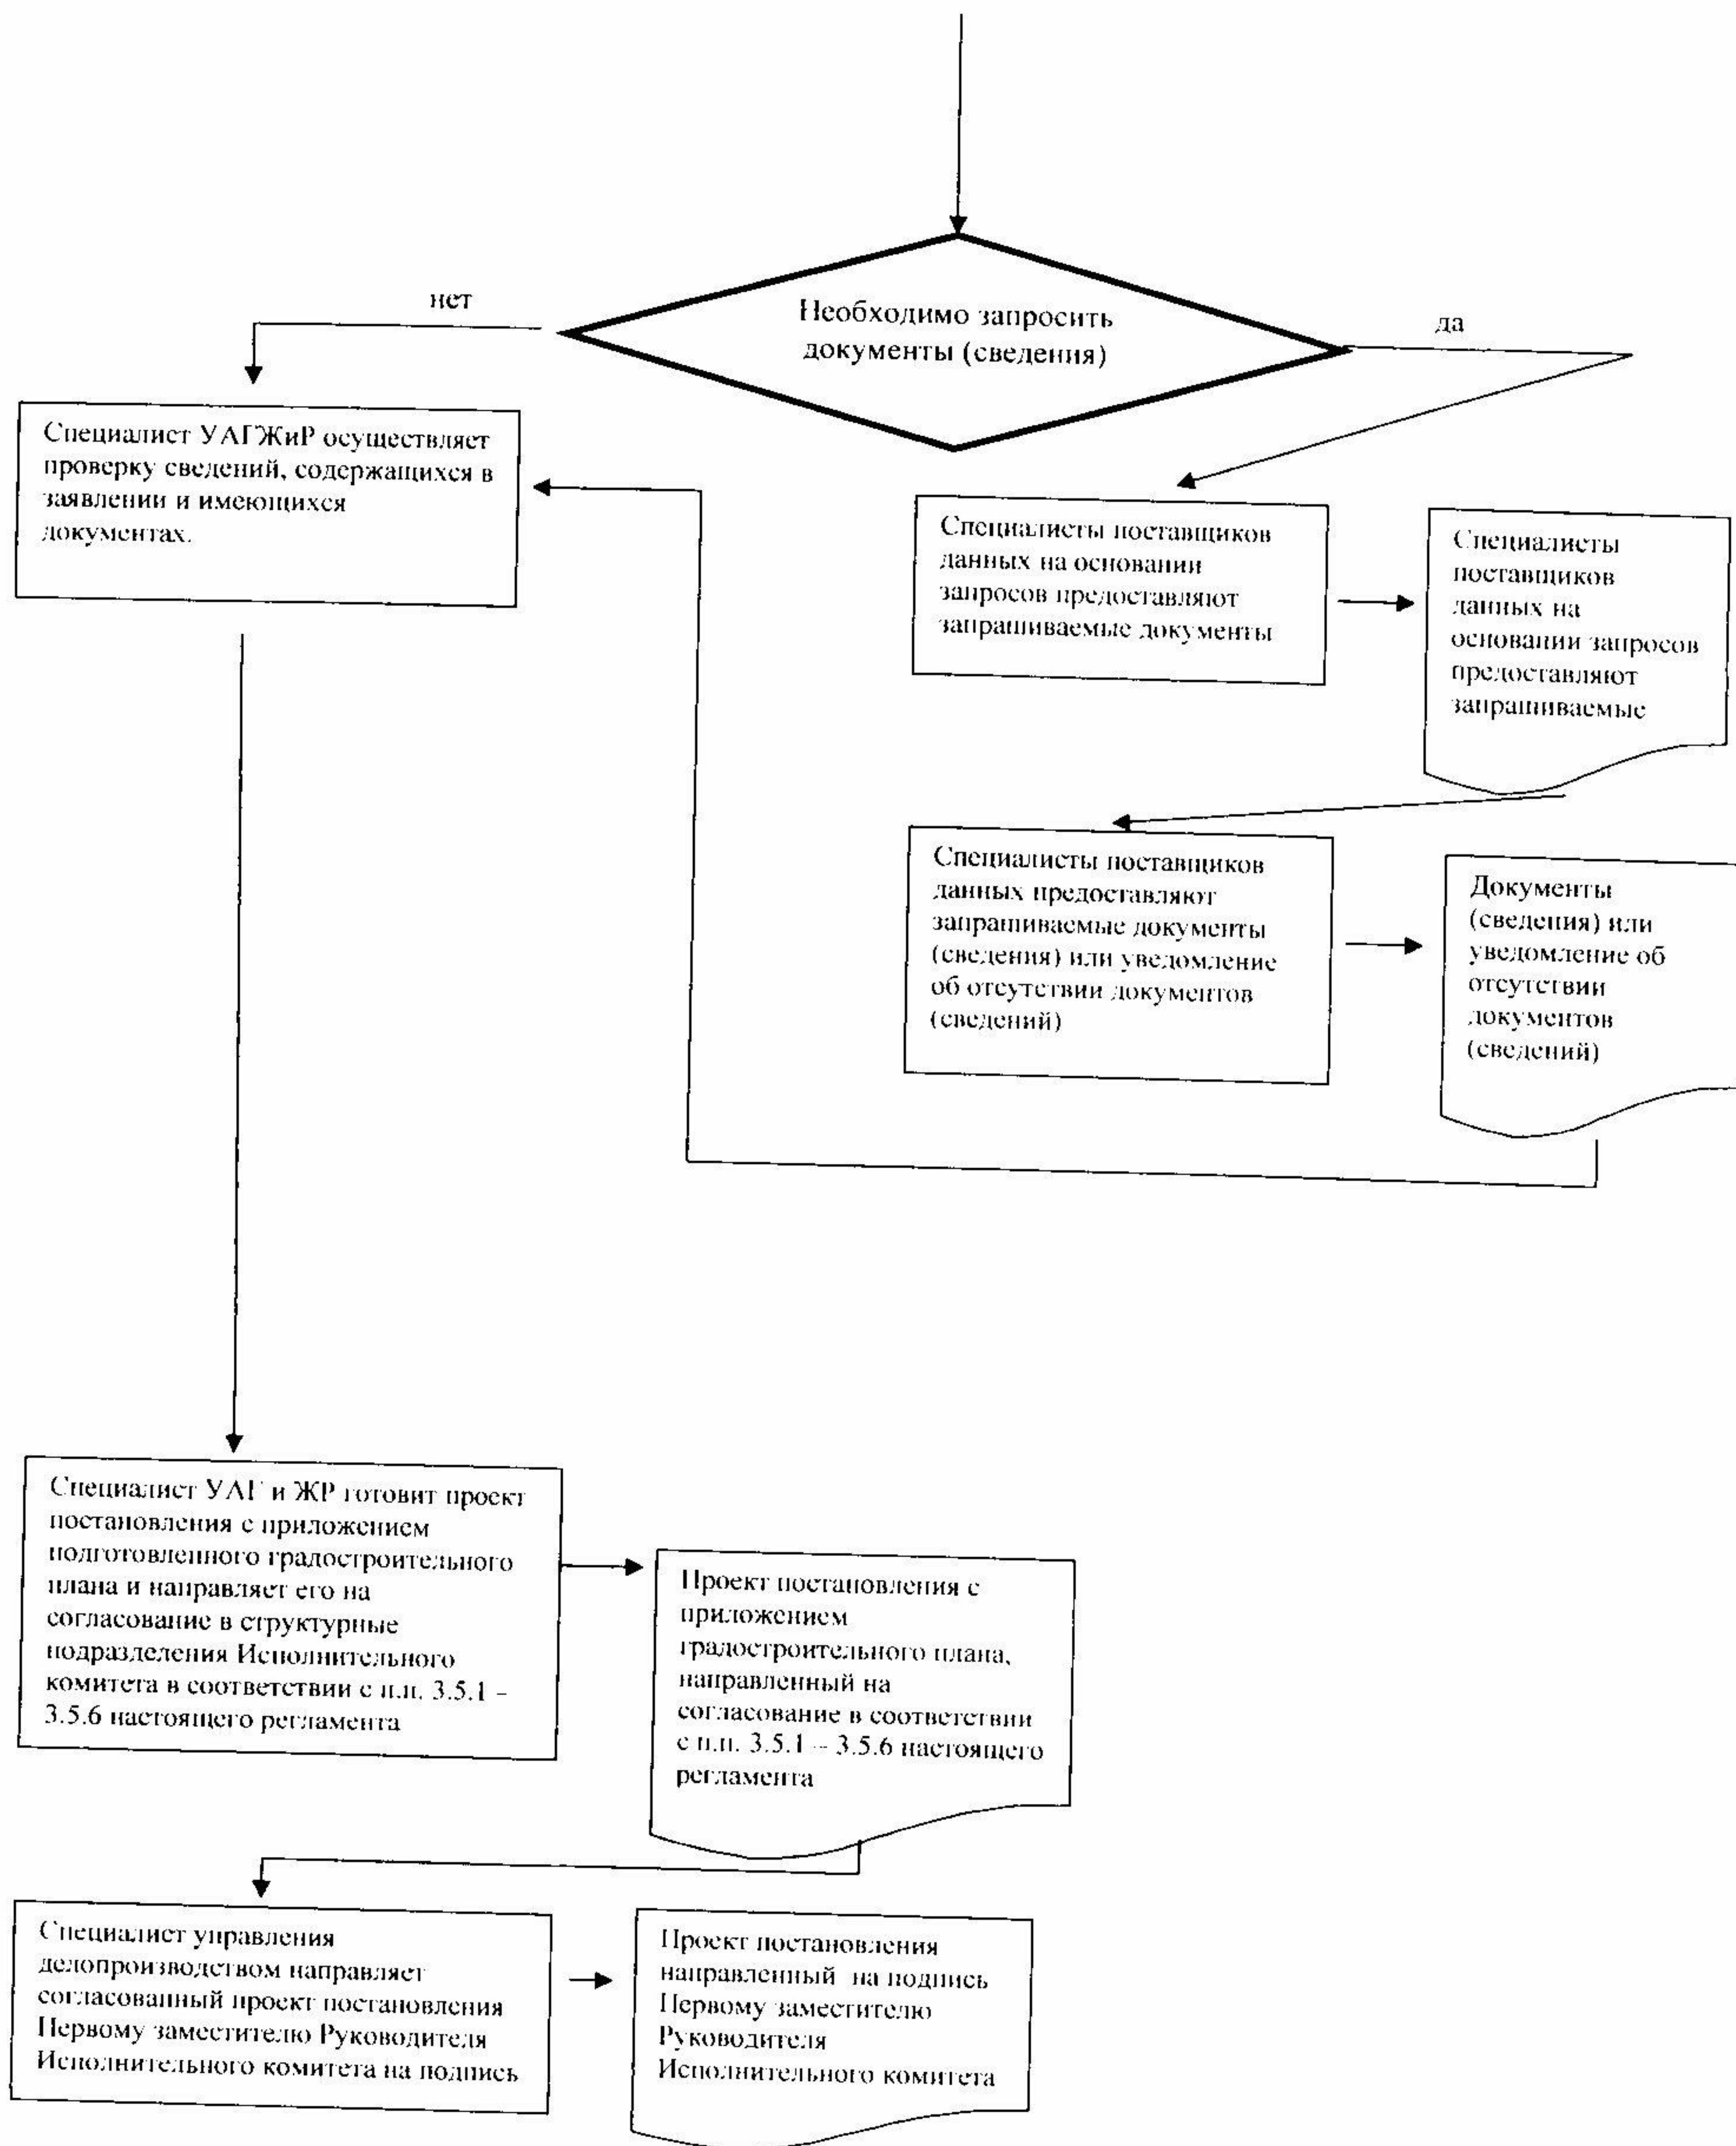 нет
Необходимо запросить
документы (сведения)
да
Специалист УАГЖиР осуществляет
проверку сведений, содержащихся в
заявлении и имеющихся
документах.
Специалисты поставщиков
данных на основании
запросов предоставляют
запрашиваемые документы
Специалисты
поставщиков
данных на
основании запросов
предоставляют
запрашиваемые
Специалисты поставщиков
данных предоставляют
запрашиваемые документы
(сведения) или уведомление
об отсутствии документов
(сведений)
Документы
(сведения) или
уведомление об
отсутствии
документов
(сведений)
Специалист УАГ и ЖР готовит проект
постановления с приложением
подготовленного градостроительного
плана и направляет его на
согласование в структурные
подразделения Исполнительного
комитета в соответствии с п.п. 3.5.1 –
3.5.6 настоящего регламента
Проект постановления с
приложением
градостроительного плана,
направленный на
согласование в соответствии
с п.п. 3.5.1 – 3.5.6 настоящего
регламента
Специалист управления
делопроизводством направляет
согласованный проект постановления
Первому заместителю Руководителя
Исполнительного комитета на подпись
Проект постановления
направленный на подпись
Первому заместителю
Руководителя
Исполнительного комитета